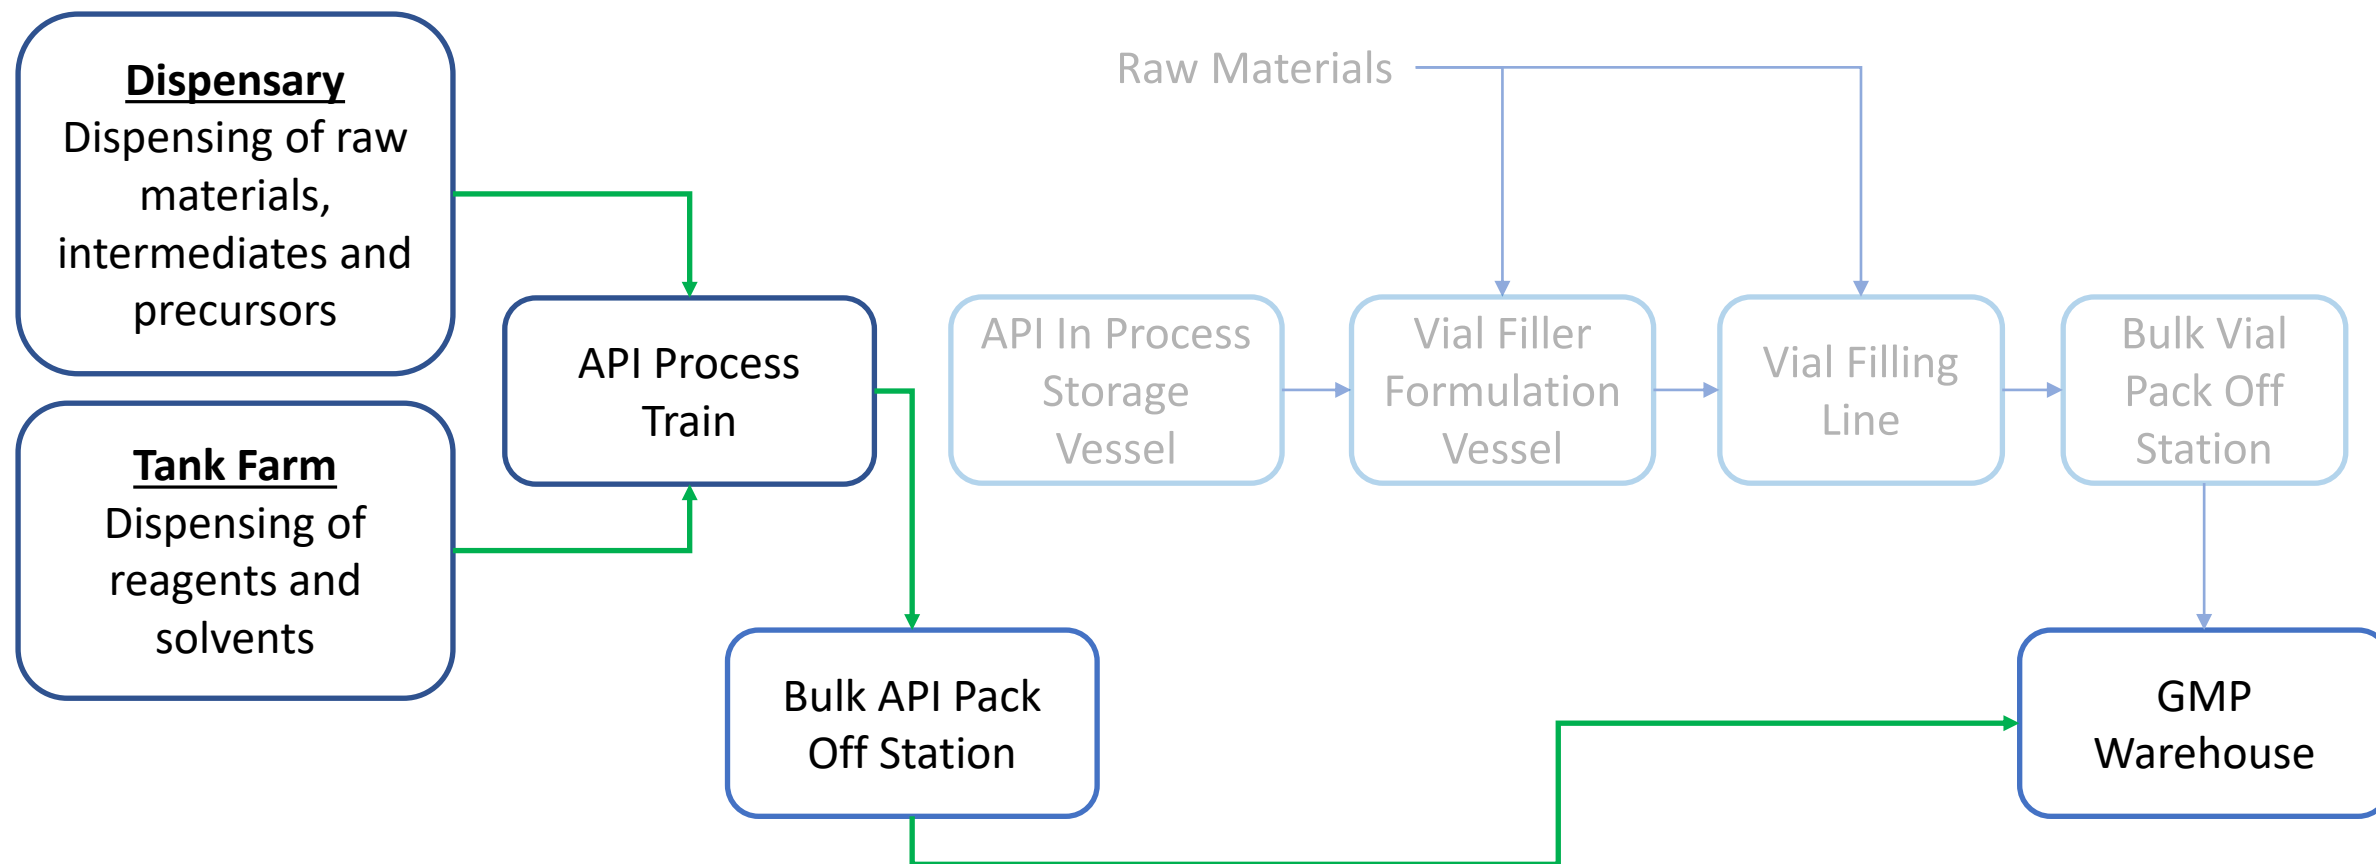 Dispensary
Dispensing of raw
materials,
intermediates and
precursors
Tank Farm
Dispensing of
reagents and
solvents
API Process
Train
Bulk API Pack
Off Station
Raw Materials
API In Process
Storage
Vessel
Vial Filler
Formulation
Vessel
Vial Filling
Line
Bulk Vial
Pack Off
Station
GMP
Warehouse